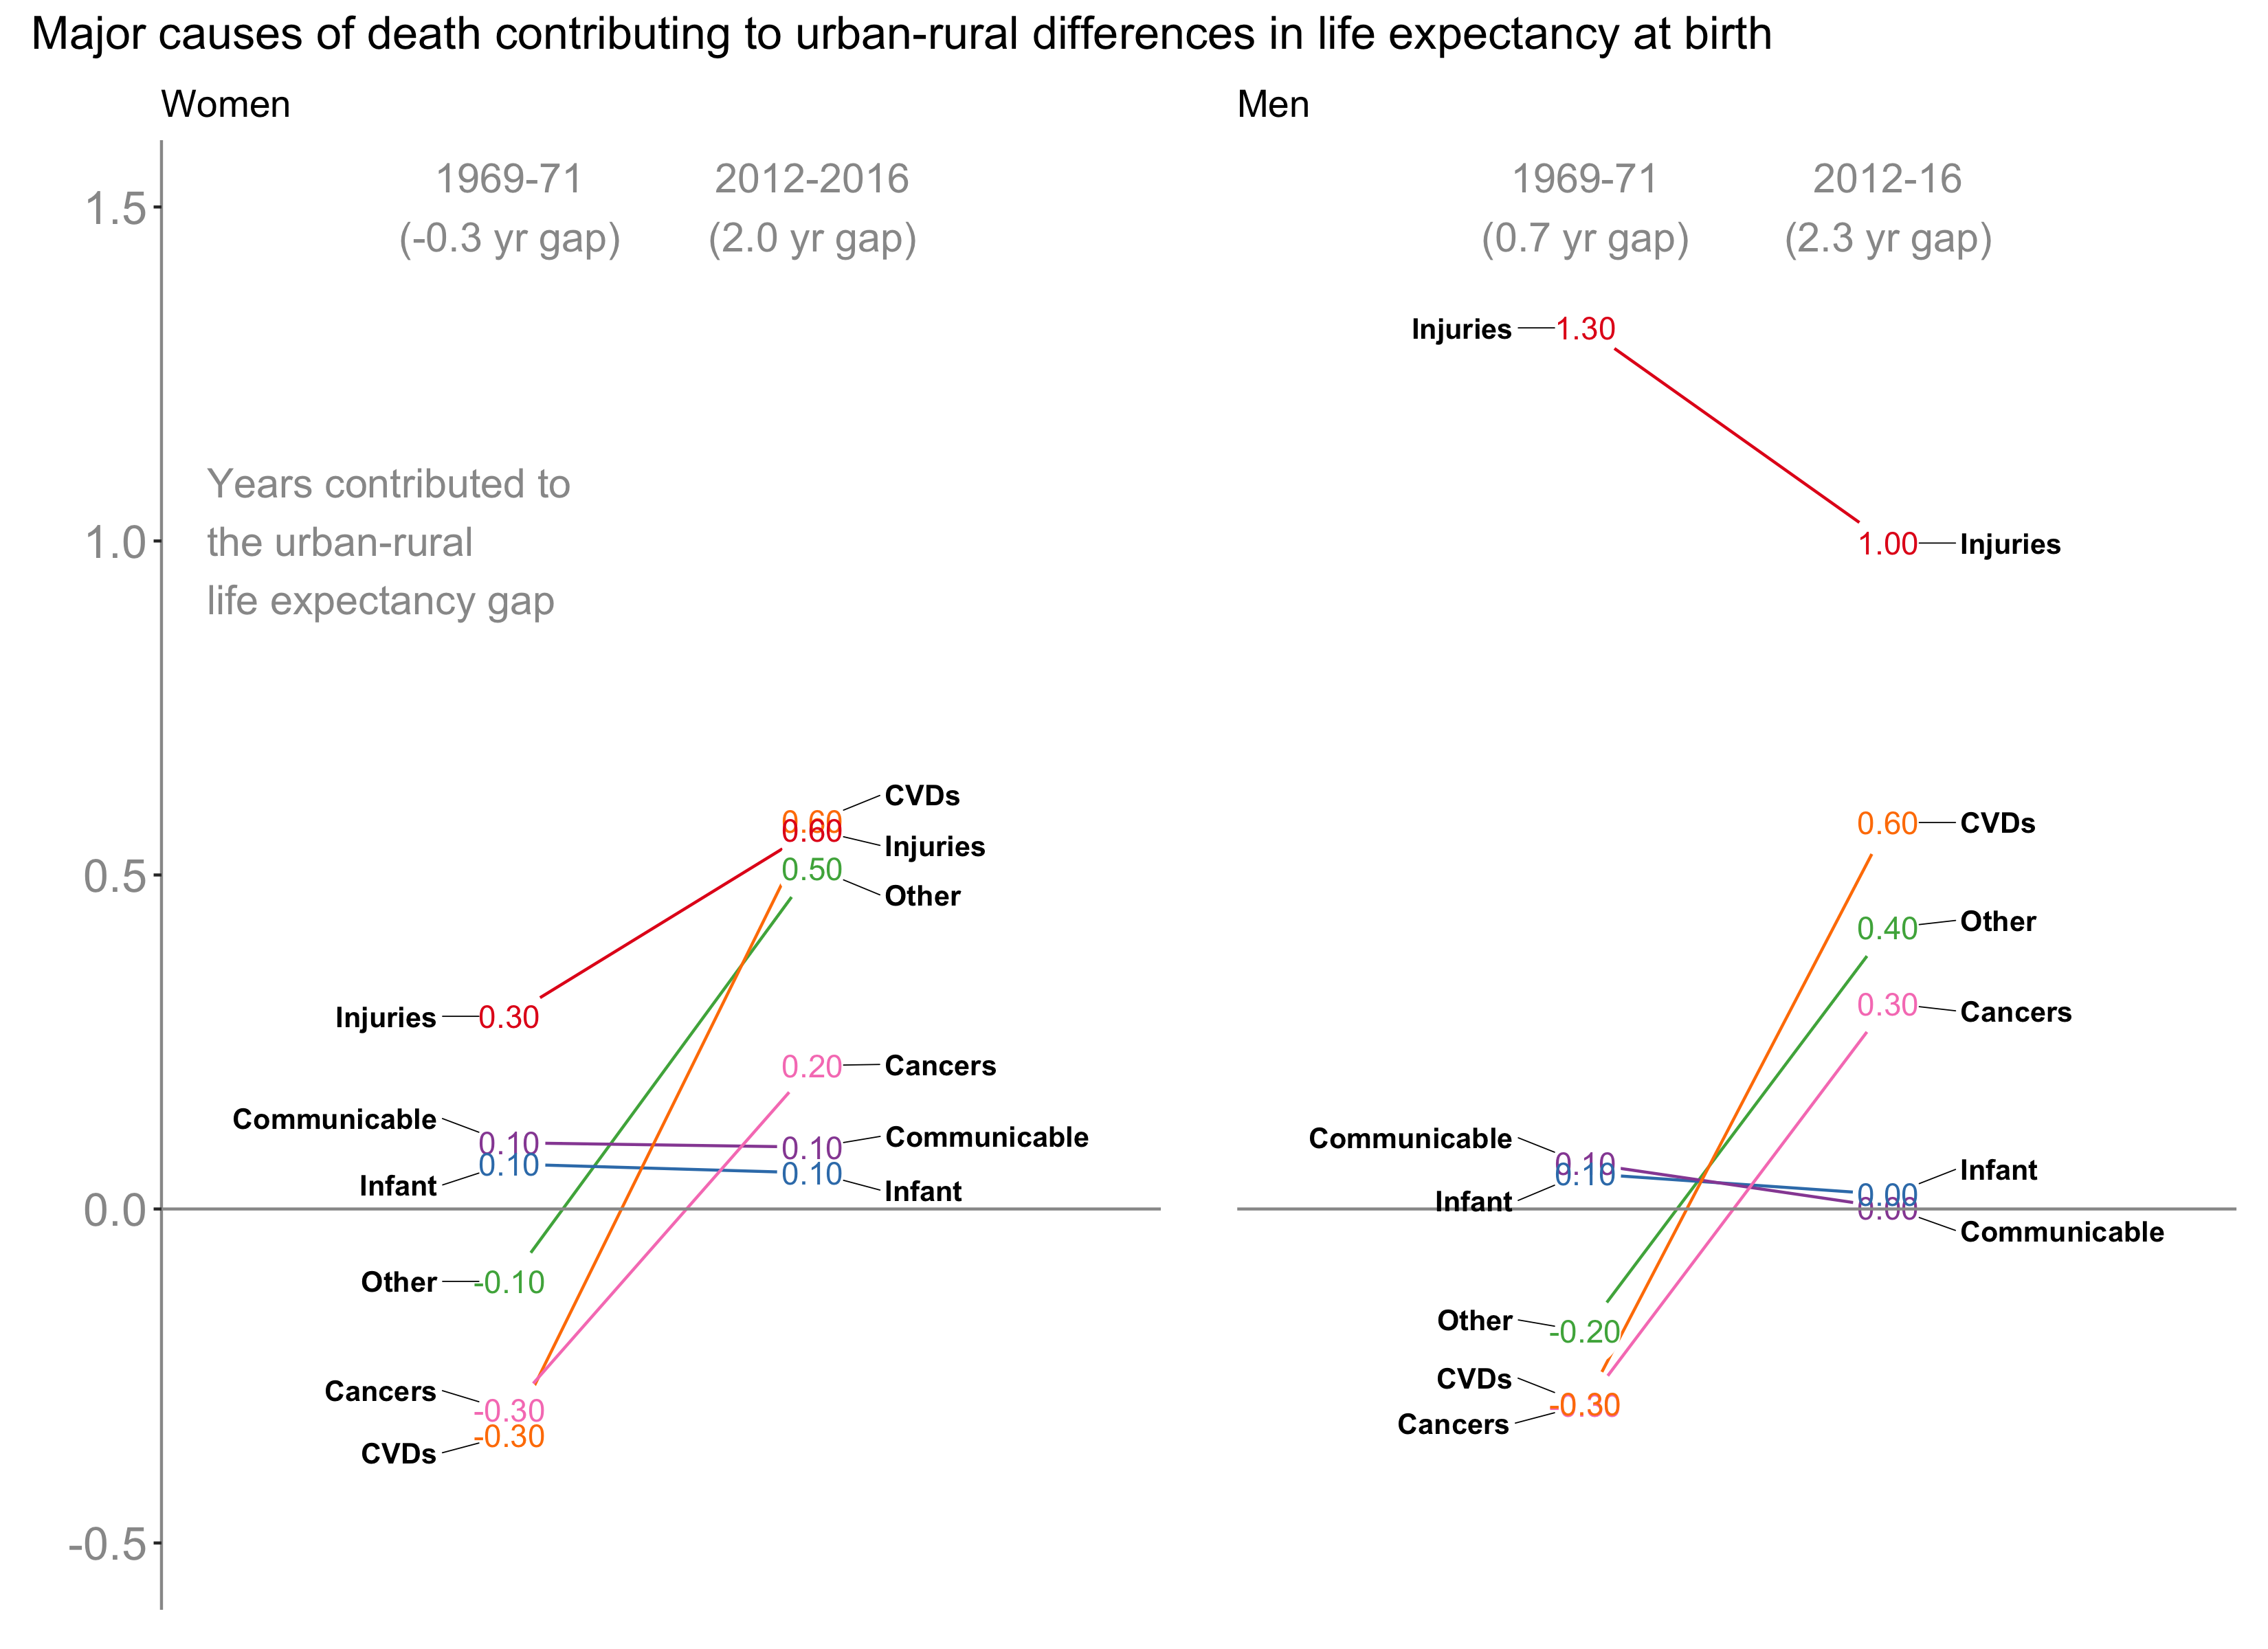 Major causes of death contributing to urban-rural differences in life expectancy at birth
Women
1969-71
(-0.3 yr gap)
2012-2016
(2.0 yr gap)
1.5
1.0
0.5
0.0
-0.5
Years contributed to
the urban-rural
life expectancy gap
Injuries 0.30
Communicable 0.10
Infant 0.10
Other -0.10
Cancers -0.30
CVDs -0.30
0.60 CVDs
0.60 Injuries
0.50 Other
0.20 Cancers
0.10 Communicable
0.10 Infant
Men
1969-71
(0.7 yr gap)
2012-16
(2.3 yr gap)
Injuries 1.30
Communicable 0.10
Infant 0.10
Other -0.20
CVDs -0.30
Cancers
1.00 Injuries
0.60 CVDs
0.40 Other
0.30 Cancers
0.00 Infant
0.00 Communicable